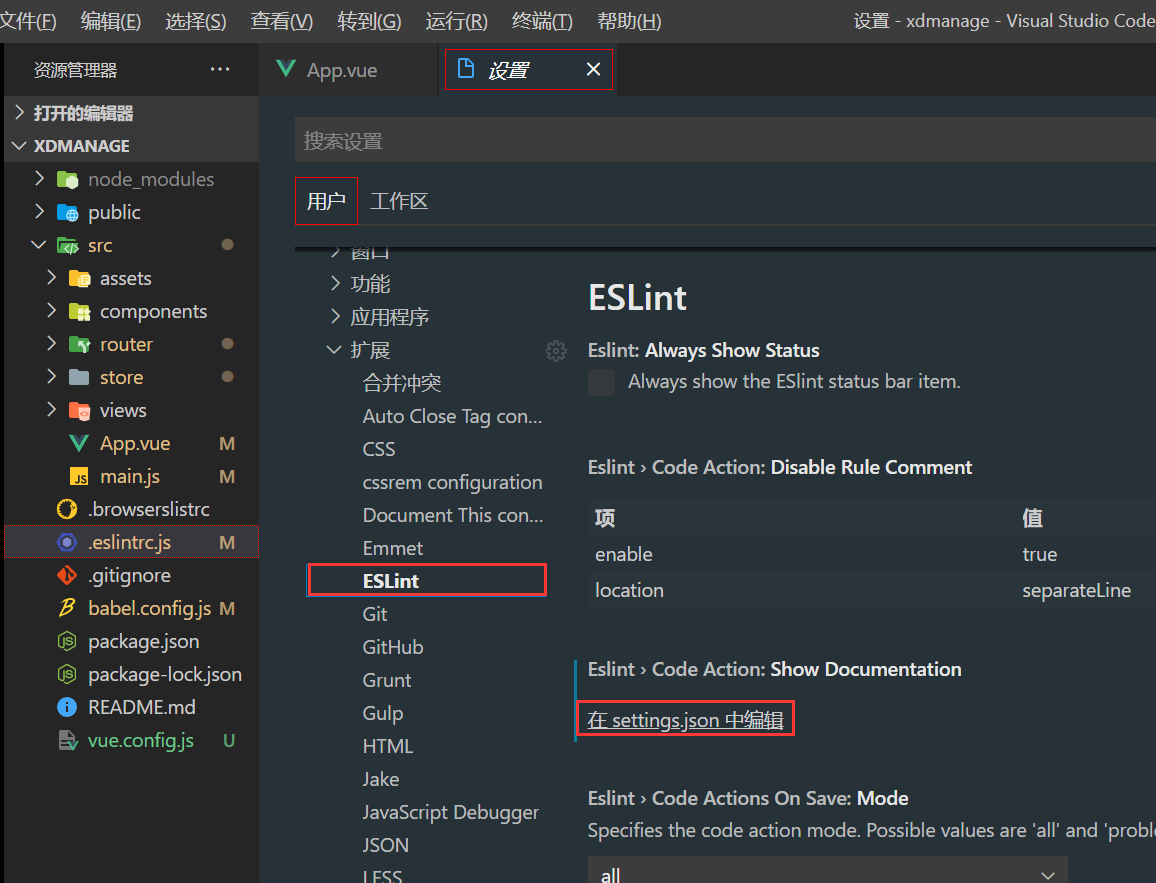 文件(F) 编辑(E) 选择(S) 查看(V) 转到(G) 运行(R) 终端(T) 帮助(H) 设置 - xdmanage - Visual Studio Code
资源管理器 ···
App.vue
设置
打开的编辑器
XDMANAGE
node_modules
public
src
assets
components
router
store
views
App.vue M
main.js M
.browserslistrc
.eslintrc.js M
.gitignore
babel.config.js M
package.json
package-lock.json
README.md
vue.config.js U
搜索设置
用户 工作区
窗口
功能
应用程序
扩展
合并冲突
Auto Close Tag con...
CSS
cssrem configuration
Document This con...
Emmet
ESLint
Git
GitHub
Grunt
Gulp
HTML
Jake
JavaScript Debugger
JSON
LESS
ESLint
Eslint: Always Show Status
Always show the ESlint status bar item.
Eslint › Code Action: Disable Rule Comment
项 值
enable true
location separateLine
Eslint › Code Action: Show Documentation
在 settings.json 中编辑
Eslint › Code Actions On Save: Mode
Specifies the code action mode. Possible values are 'all' and 'proble
all